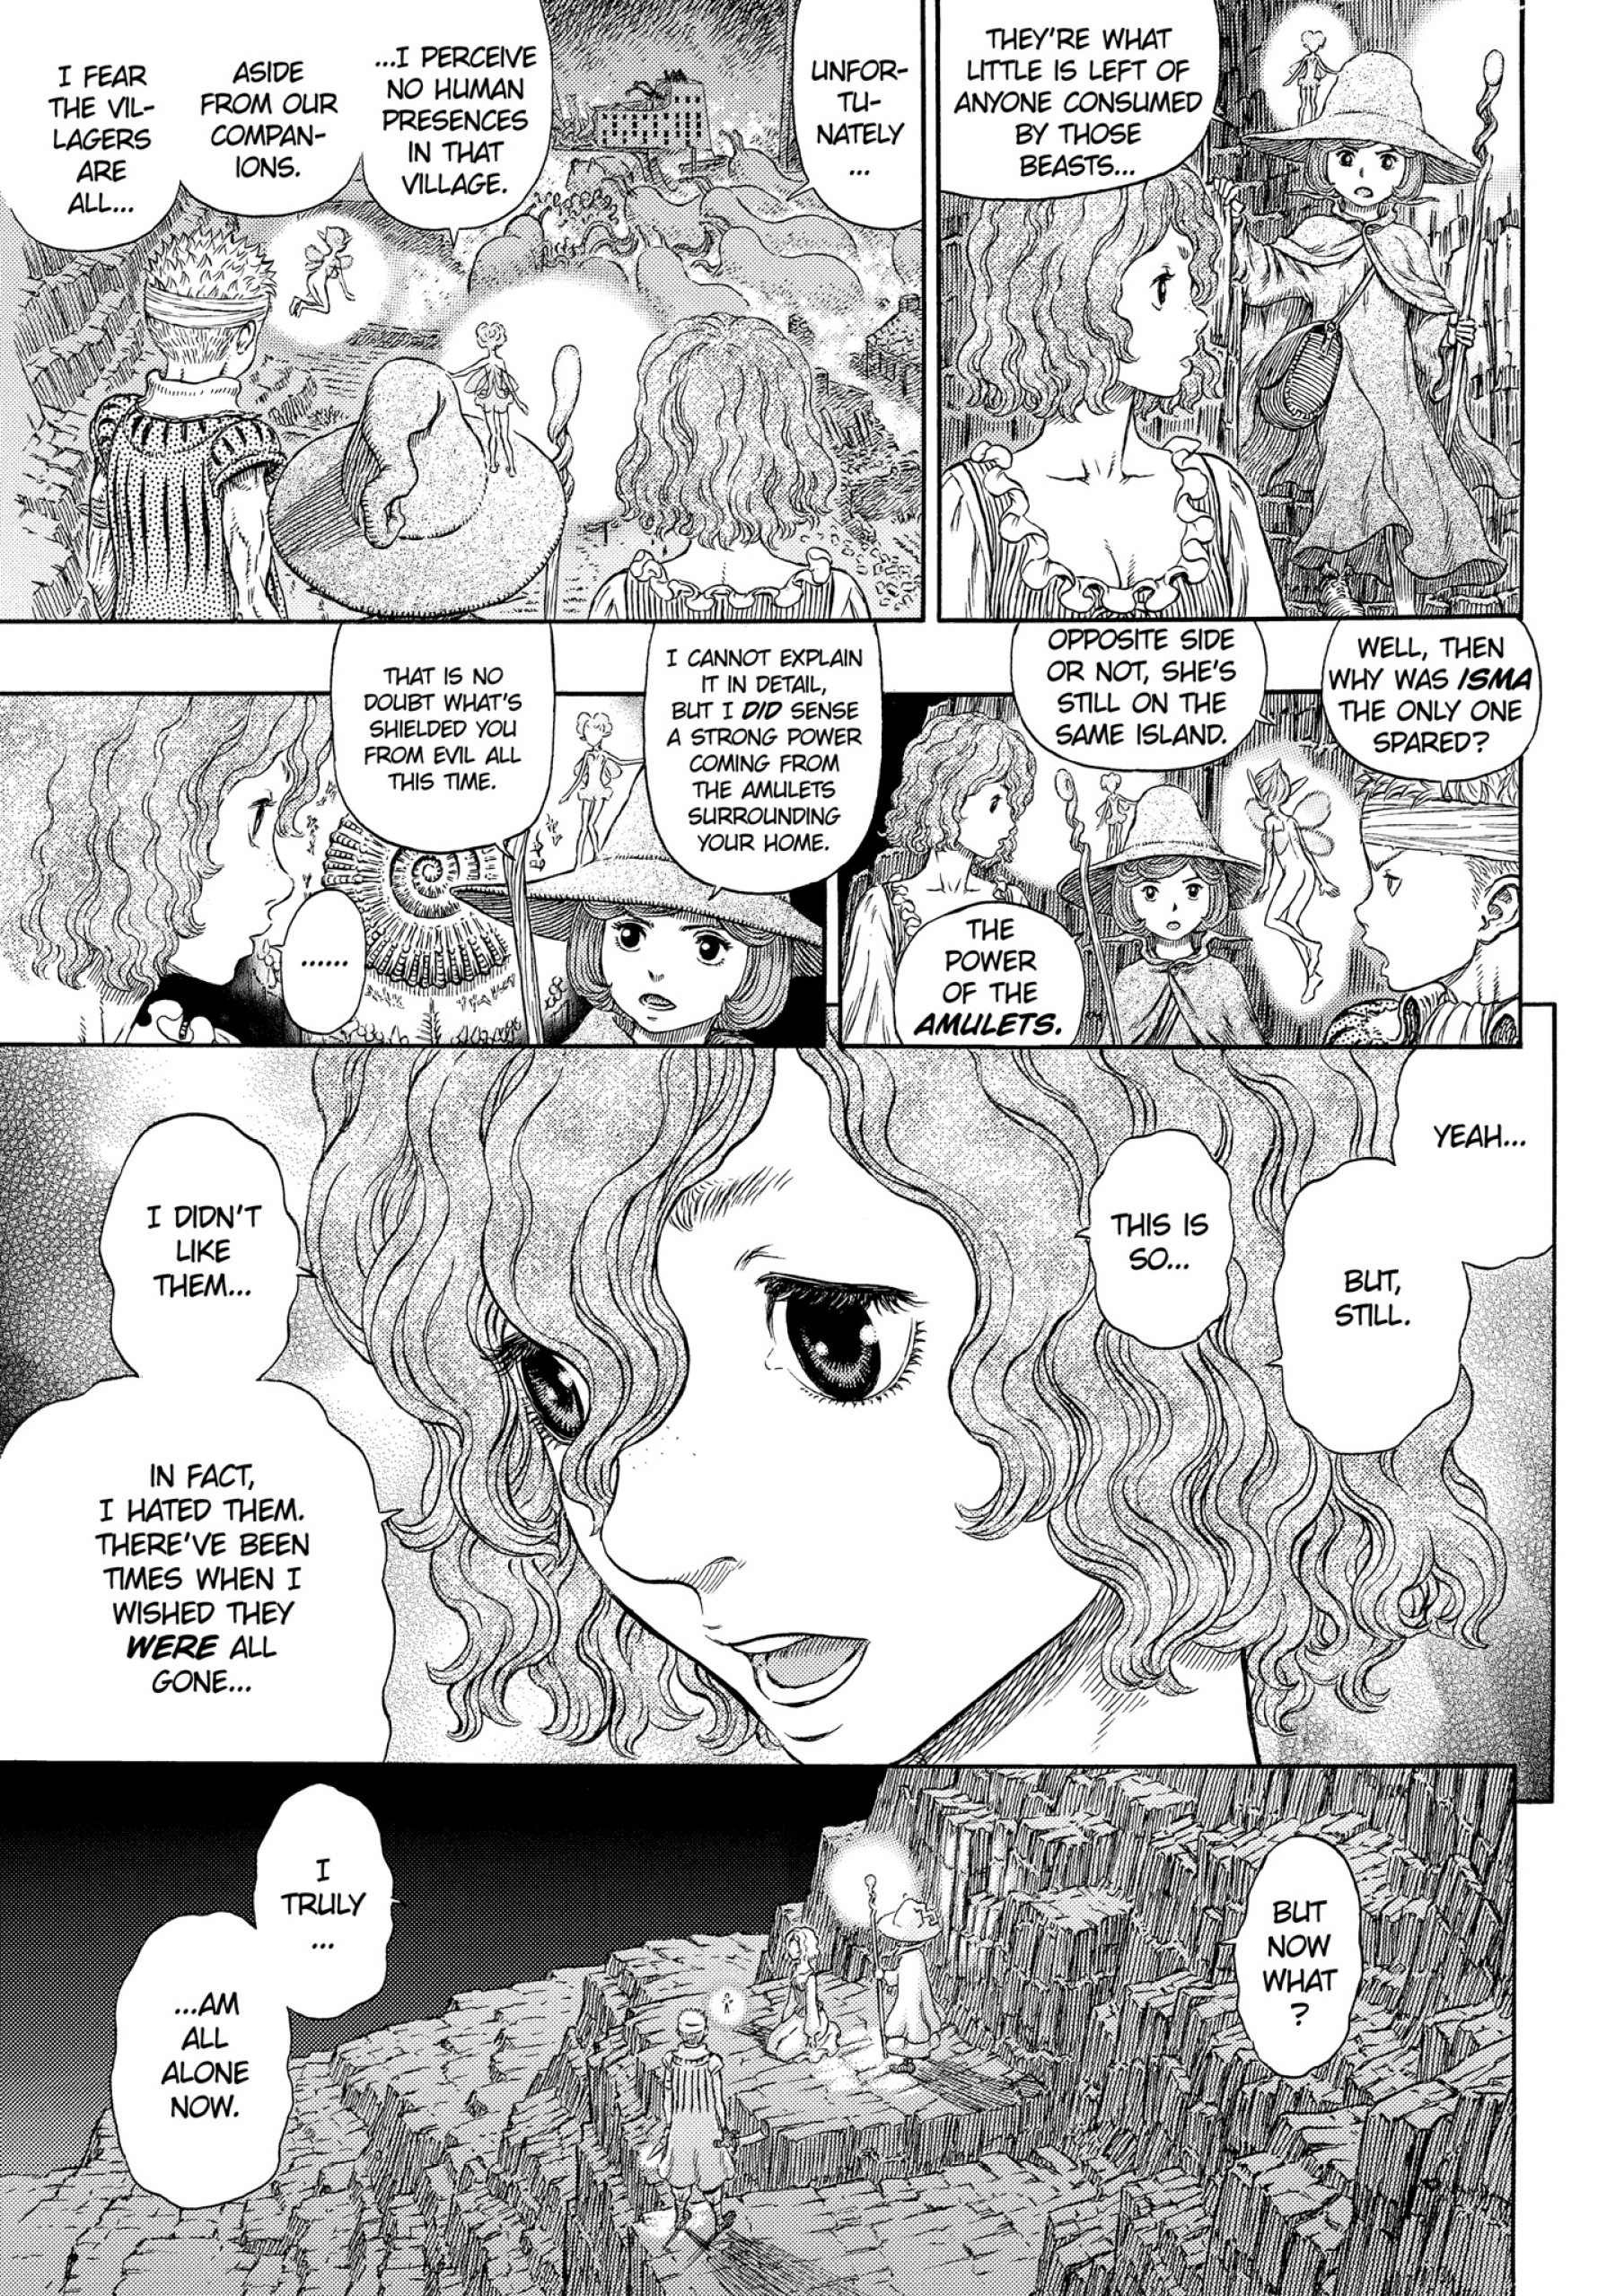 THEY'RE WHAT
LITTLE IS LEFT OF
ANYONE CONSUMED
BY THOSE
BEASTS...
UNFOR-
TU-
NATELY
...
...I PERCEIVE
NO HUMAN
PRESENCES
IN THAT
VILLAGE.
ASIDE
FROM OUR
COMPAN-
IONS.
I FEAR
THE VIL-
LAGERS
ARE
ALL...
WELL, THEN
WHY WAS ISMA
THE ONLY ONE
SPARED?
OPPOSITE SIDE
OR NOT, SHE'S
STILL ON THE
SAME ISLAND.
THE
POWER
OF THE
AMULETS.
I CANNOT EXPLAIN
IT IN DETAIL,
BUT I DID SENSE
A STRONG POWER
COMING FROM
THE AMULETS
SURROUNDING
YOUR HOME.
THAT IS NO
DOUBT WHAT'S
SHIELDED YOU
FROM EVIL ALL
THIS TIME.
......
YEAH...
BUT,
STILL.
THIS IS
SO...
I DIDN'T
LIKE
THEM...
IN FACT,
I HATED THEM.
THERE'VE BEEN
TIMES WHEN I
WISHED THEY
WERE ALL
GONE...
BUT
NOW
WHAT
?
I
TRULY
...
...AM
ALL
ALONE
NOW.